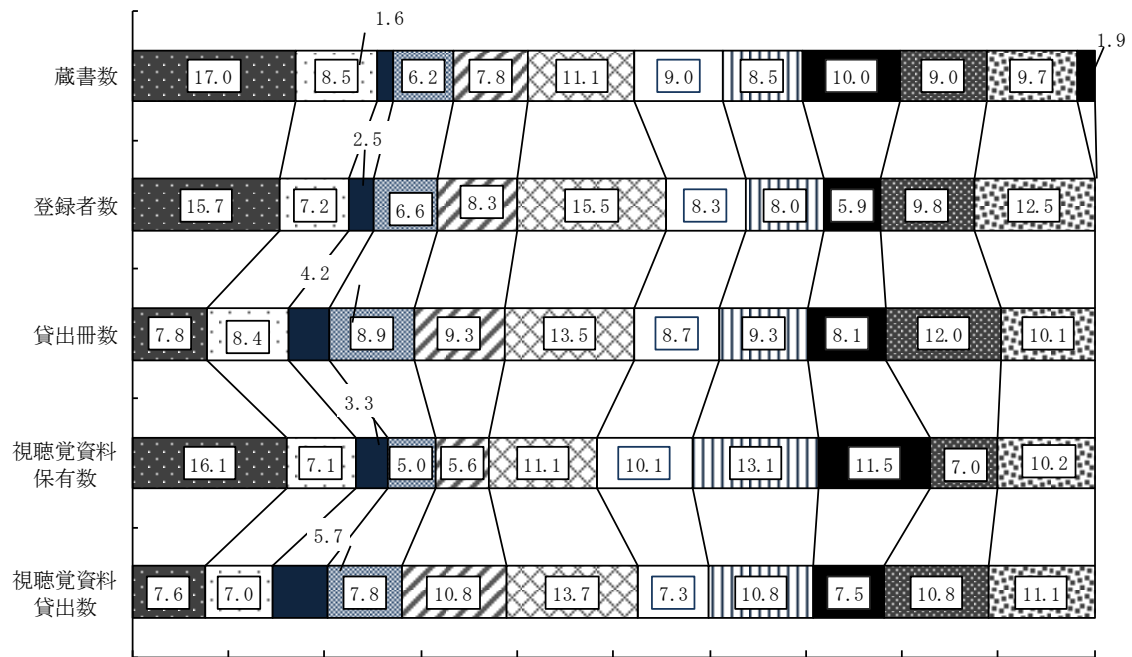 1.6
1.9
蔵書数 17.0 8.5 6.2 7.8 11.1 9.0 8.5 10.0 9.0 9.7
2.5
登録者数 15.7 7.2 6.6 8.3 15.5 8.3 8.0 5.9 9.8 12.5
4.2
貸出冊数 7.8 8.4 8.9 9.3 13.5 8.7 9.3 8.1 12.0 10.1
3.3
視聴覚資料
保有数 16.1 7.1 5.0 5.6 11.1 10.1 13.1 11.5 7.0 10.2
5.7
視聴覚資料
貸出数 7.6 7.0 7.8 10.8 13.7 7.3 10.8 7.5 10.8 11.1